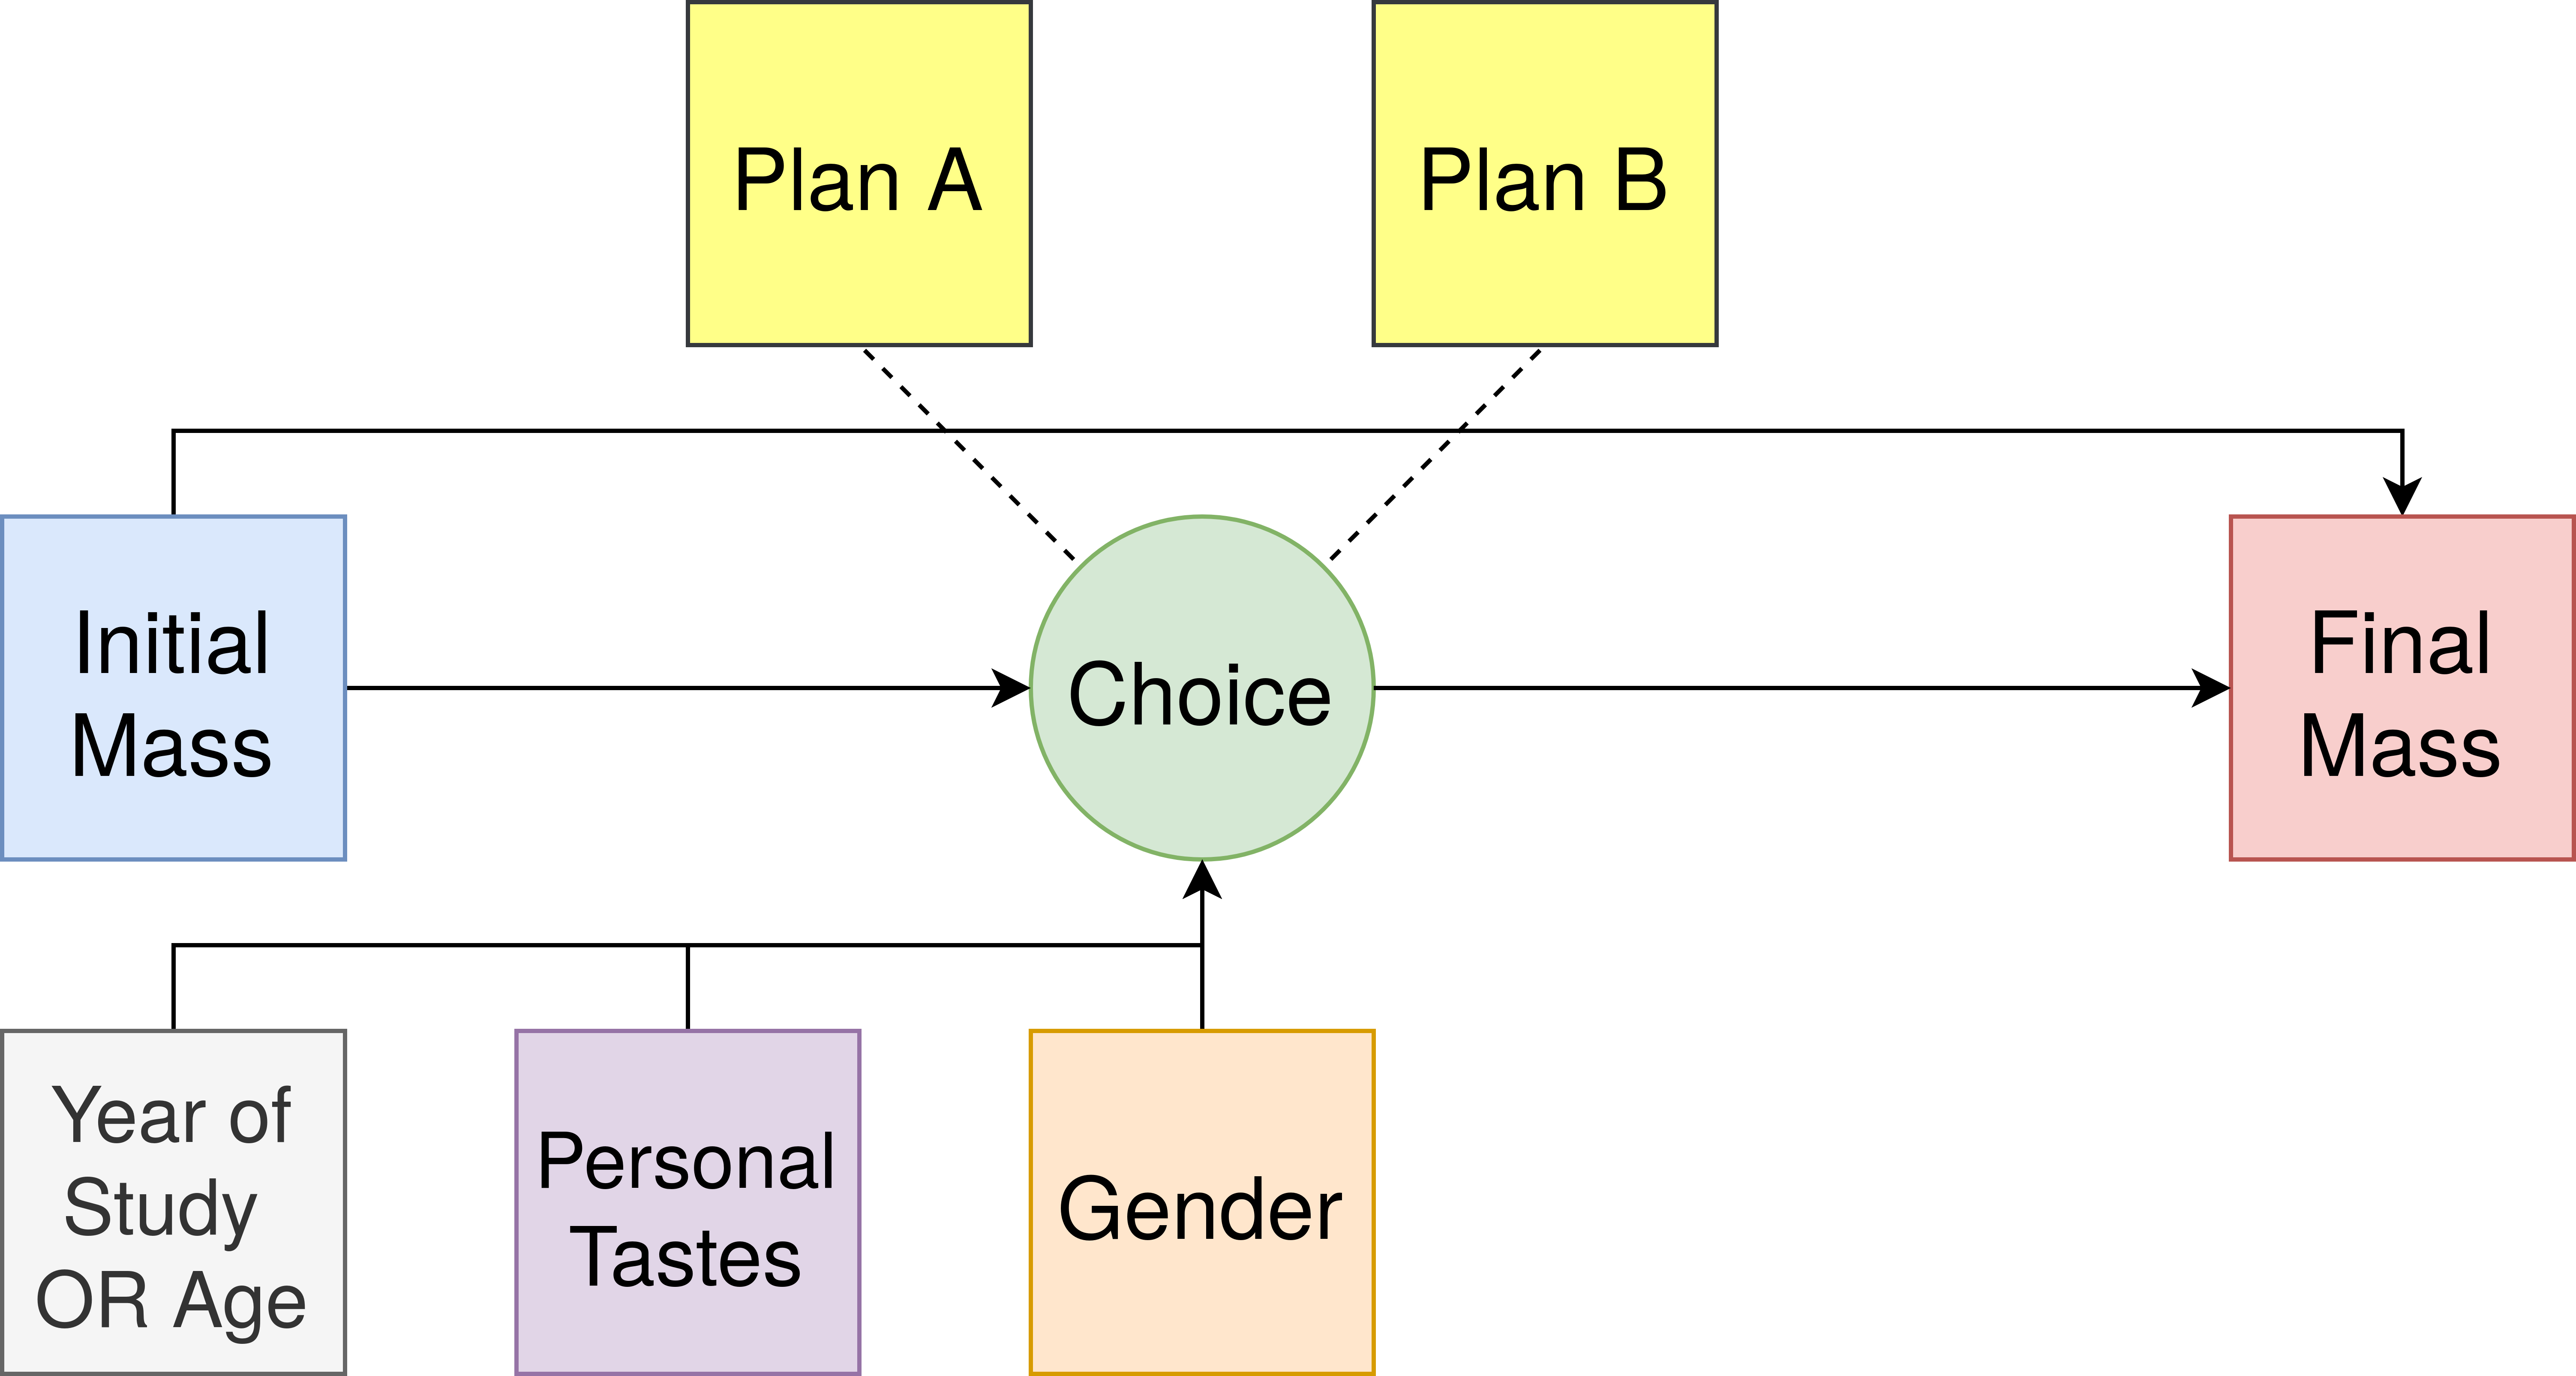 Plan A
Plan B
Initial
Mass
Choice
Final
Mass
Year of
Study
OR Age
Personal
Tastes
Gender